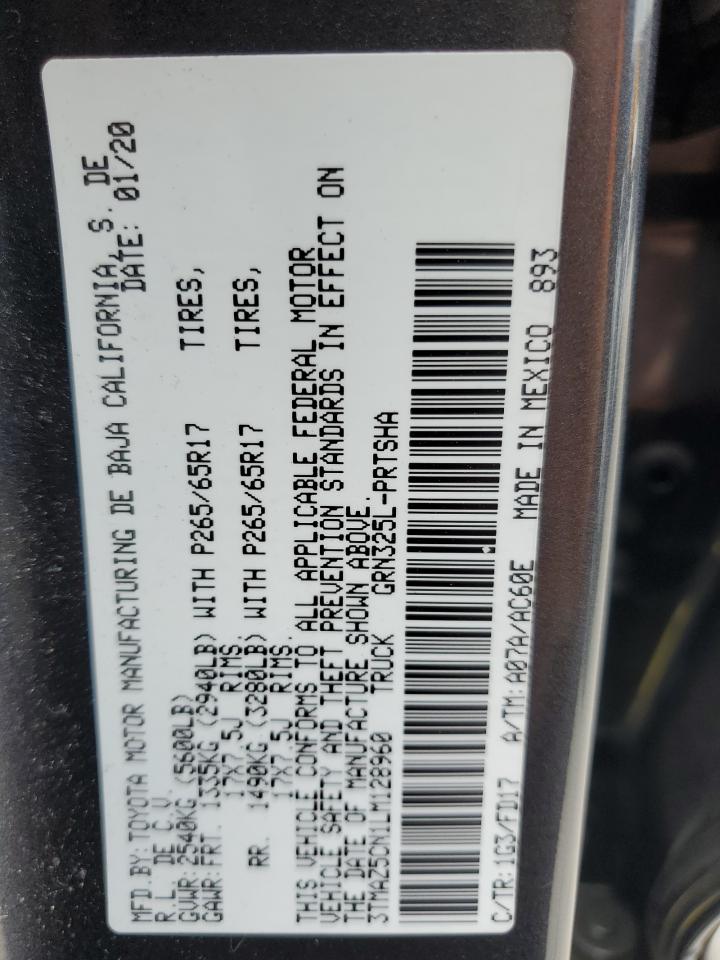 MFD.BY:TOYOTA MOTOR MANUFACTURING DE BAJA CALIFORNIA, S. DE
R.L. DE C.V. DATE: 01/20
GVWR:2540KG (5600LB)
GAWR:FRT. 1335KG (2940LB) WITH P265/65R17 TIRES,
17X7.5J RIMS.
RR. 1490KG (3280LB) WITH P265/65R17 TIRES,
17X7.5J RIMS.
THIS VEHICLE CONFORMS TO ALL APPLICABLE FEDERAL MOTOR
VEHICLE SAFETY AND THEFT PREVENTION STANDARDS IN EFFECT ON
THE DATE OF MANUFACTURE SHOWN ABOVE.
3TMAZ5CN1LM128960 TRUCK GRN325L-PRTSHA
C
C/TR:1G3/FD17 A/TM:A07A/AC60E MADE IN MEXICO 893